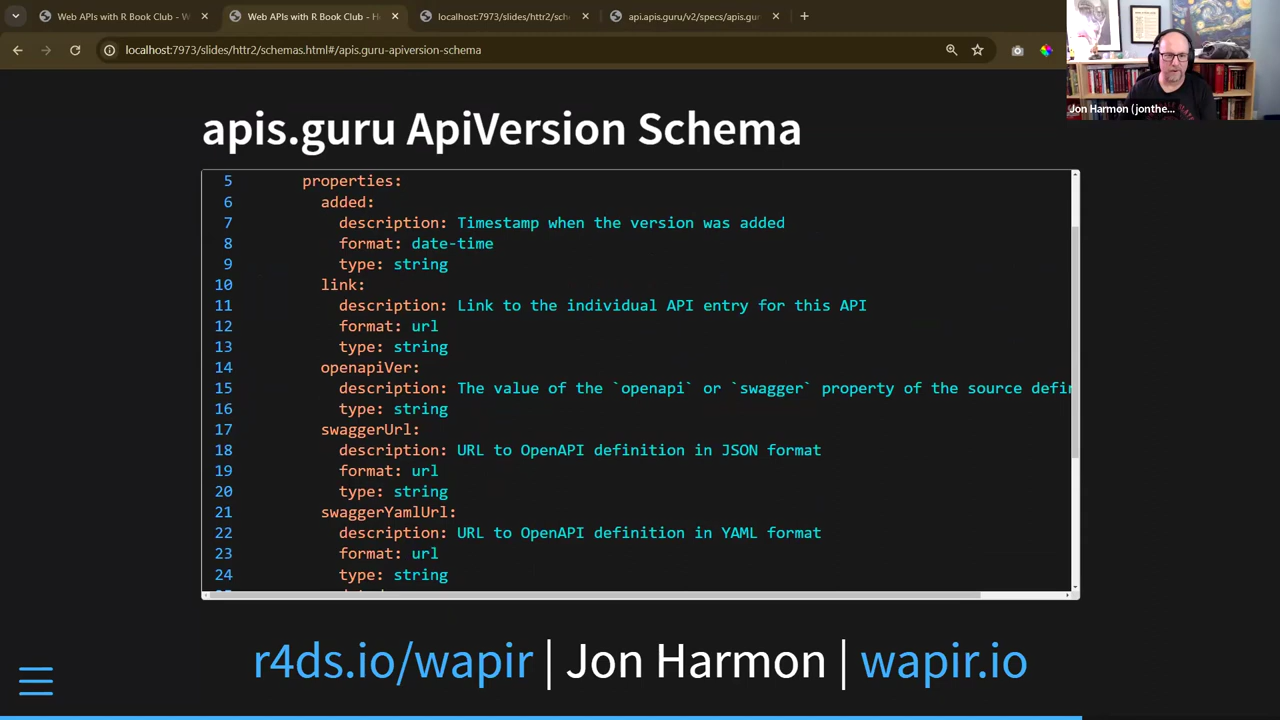 Web APIs with R Book Club - W
Web APIs with R Book Club - H
localhost:7973/slides/httr2/sch
api.apis.guru/v2/specs/apis.gu
localhost:7973/slides/httr2/schemas.html#/apis.guru-apiversion-schema
Jon Harmon (jonthe...
apis.guru ApiVersion Schema
5 properties:
6 added:
7 description: Timestamp when the version was added
8 format: date-time
9 type: string
10 link:
11 description: Link to the individual API entry for this API
12 format: url
13 type: string
14 openapiVer:
15 description: The value of the `openapi` or `swagger` property of the source defin
16 type: string
17 swaggerUrl:
18 description: URL to OpenAPI definition in JSON format
19 format: url
20 type: string
21 swaggerYamlUrl:
22 description: URL to OpenAPI definition in YAML format
23 format: url
24 type: string
r4ds.io/wapir | Jon Harmon | wapir.io